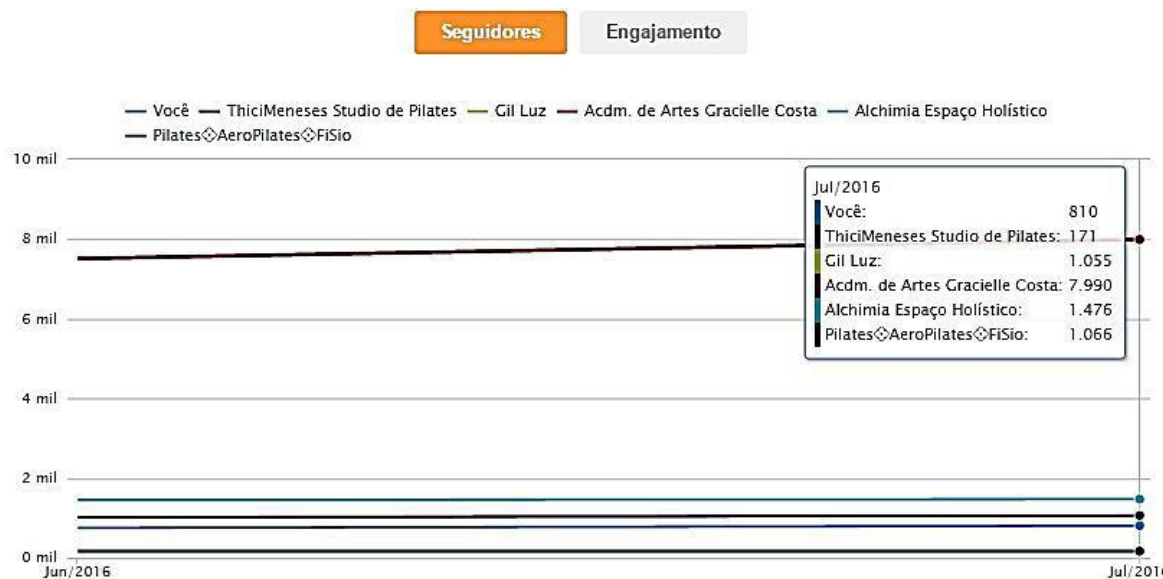 Seguidores Engajamento
Você ThiciMeneses Studio de Pilates Gil Luz Acdm. de Artes Gracielle Costa Alchimia Espaço Holístico
Pilates◇AeroPilates◇FiSio
10 mil
8 mil
6 mil
4 mil
2 mil
0 mil
Jul/2016
Você: 810
ThiciMeneses Studio de Pilates: 171
Gil Luz: 1.055
Acdm. de Artes Gracielle Costa: 7.990
Alchimia Espaço Holístico: 1.476
Pilates◇AeroPilates◇FiSio: 1.066
Jun/2016 Jul/2016